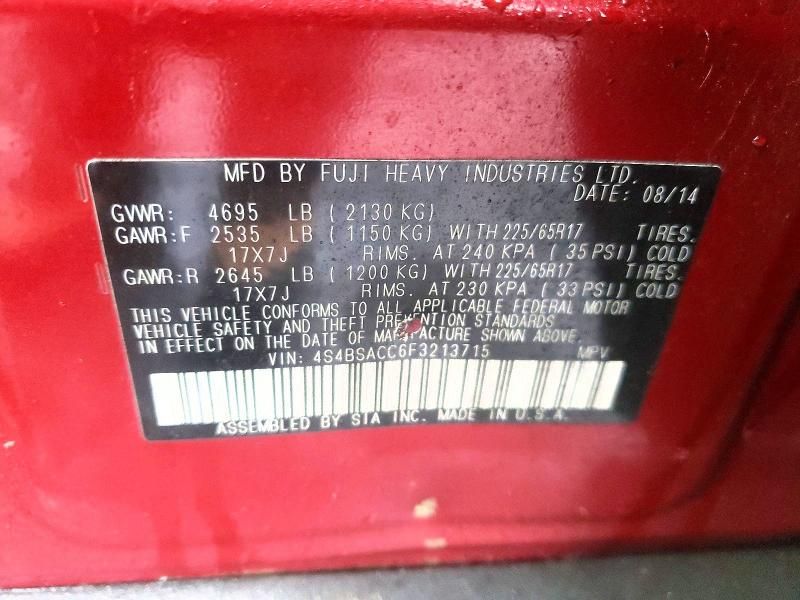 MFD BY FUJI HEAVY INDUSTRIES LTD.
DATE: 08/14
GVWR: 4695 LB ( 2130 KG)
GAWR:F 2535 LB ( 1150 KG) WITH 225/65R17 TIRES.
17X7J RIMS. AT 240 KPA ( 35 PSI) COLD
GAWR:R 2645 LB ( 1200 KG) WITH 225/65R17 TIRES.
17X7J RIMS. AT 230 KPA ( 33 PSI) COLD
THIS VEHICLE CONFORMS TO ALL APPLICABLE FEDERAL MOTOR
VEHICLE SAFETY AND THEFT PREVENTION STANDARDS
IN EFFECT ON THE DATE OF MANUFACTURE SHOWN ABOVE.
VIN: 4S4BSACC6F3213715 MPV
ASSEMBLED BY SIA INC. MADE IN U.S.A.